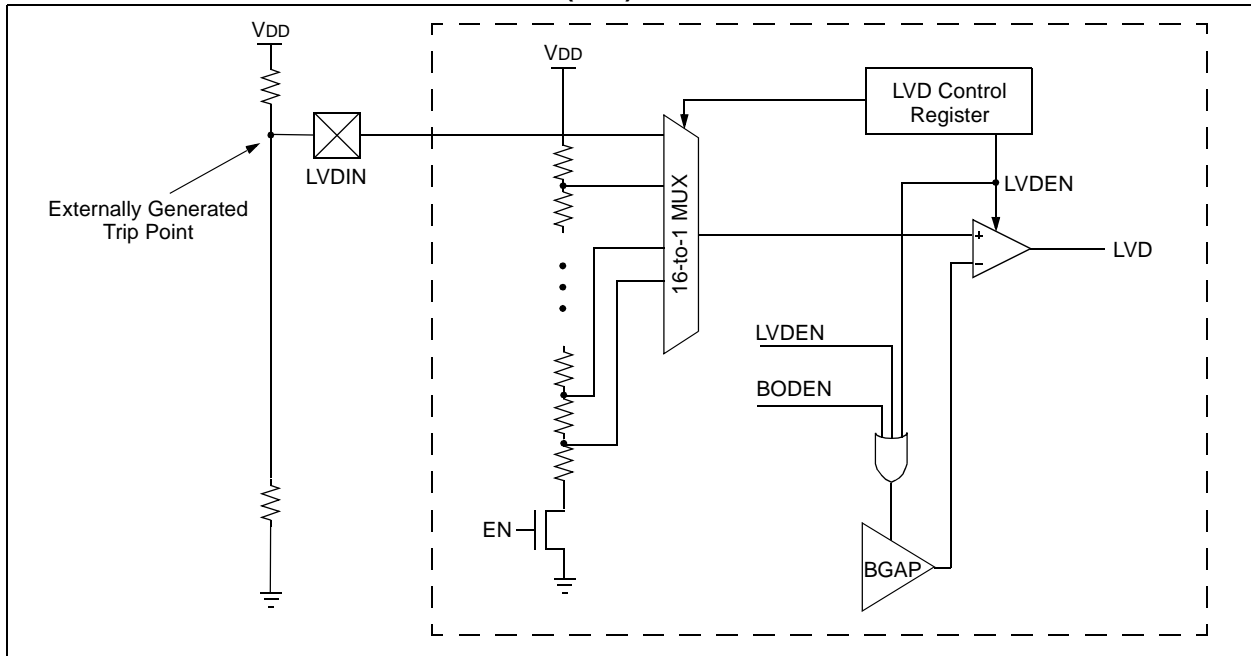 VDD
VDD
LVD Control
Register
LVDIN
16-to-1 MUX
LVDEN
Externally Generated
Trip Point
+
–
LVD
LVDEN
BODEN
EN
BGAP